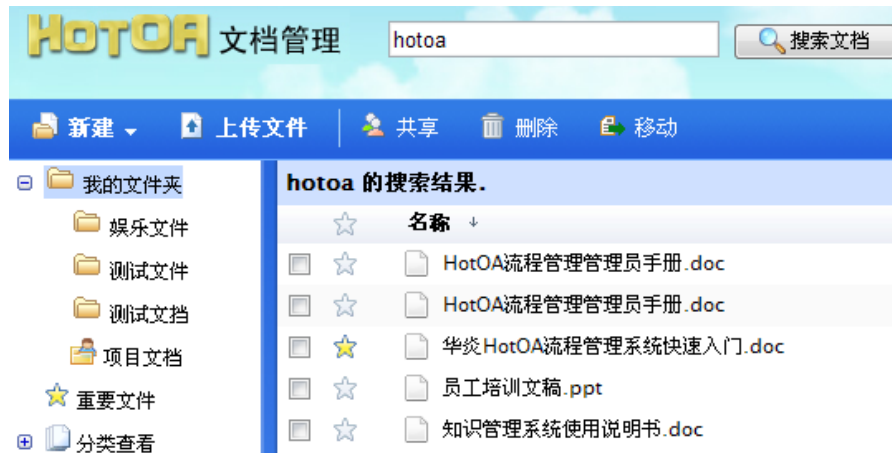 HOTOA 文档管理 hotoa 搜索文档
新建 上传文件 共享 删除 移动
我的文件夹
娱乐文件
测试文件
测试文挡
项目文档
重要文件
分类查看
hotoa 的搜索结果.
名称 ↓
HotOA流程管理管理员手册.doc
HotOA流程管理管理员手册.doc
华炎HotOA流程管理系统快速入门.doc
员工培训文稿.ppt
知识管理系统使用说明书.doc